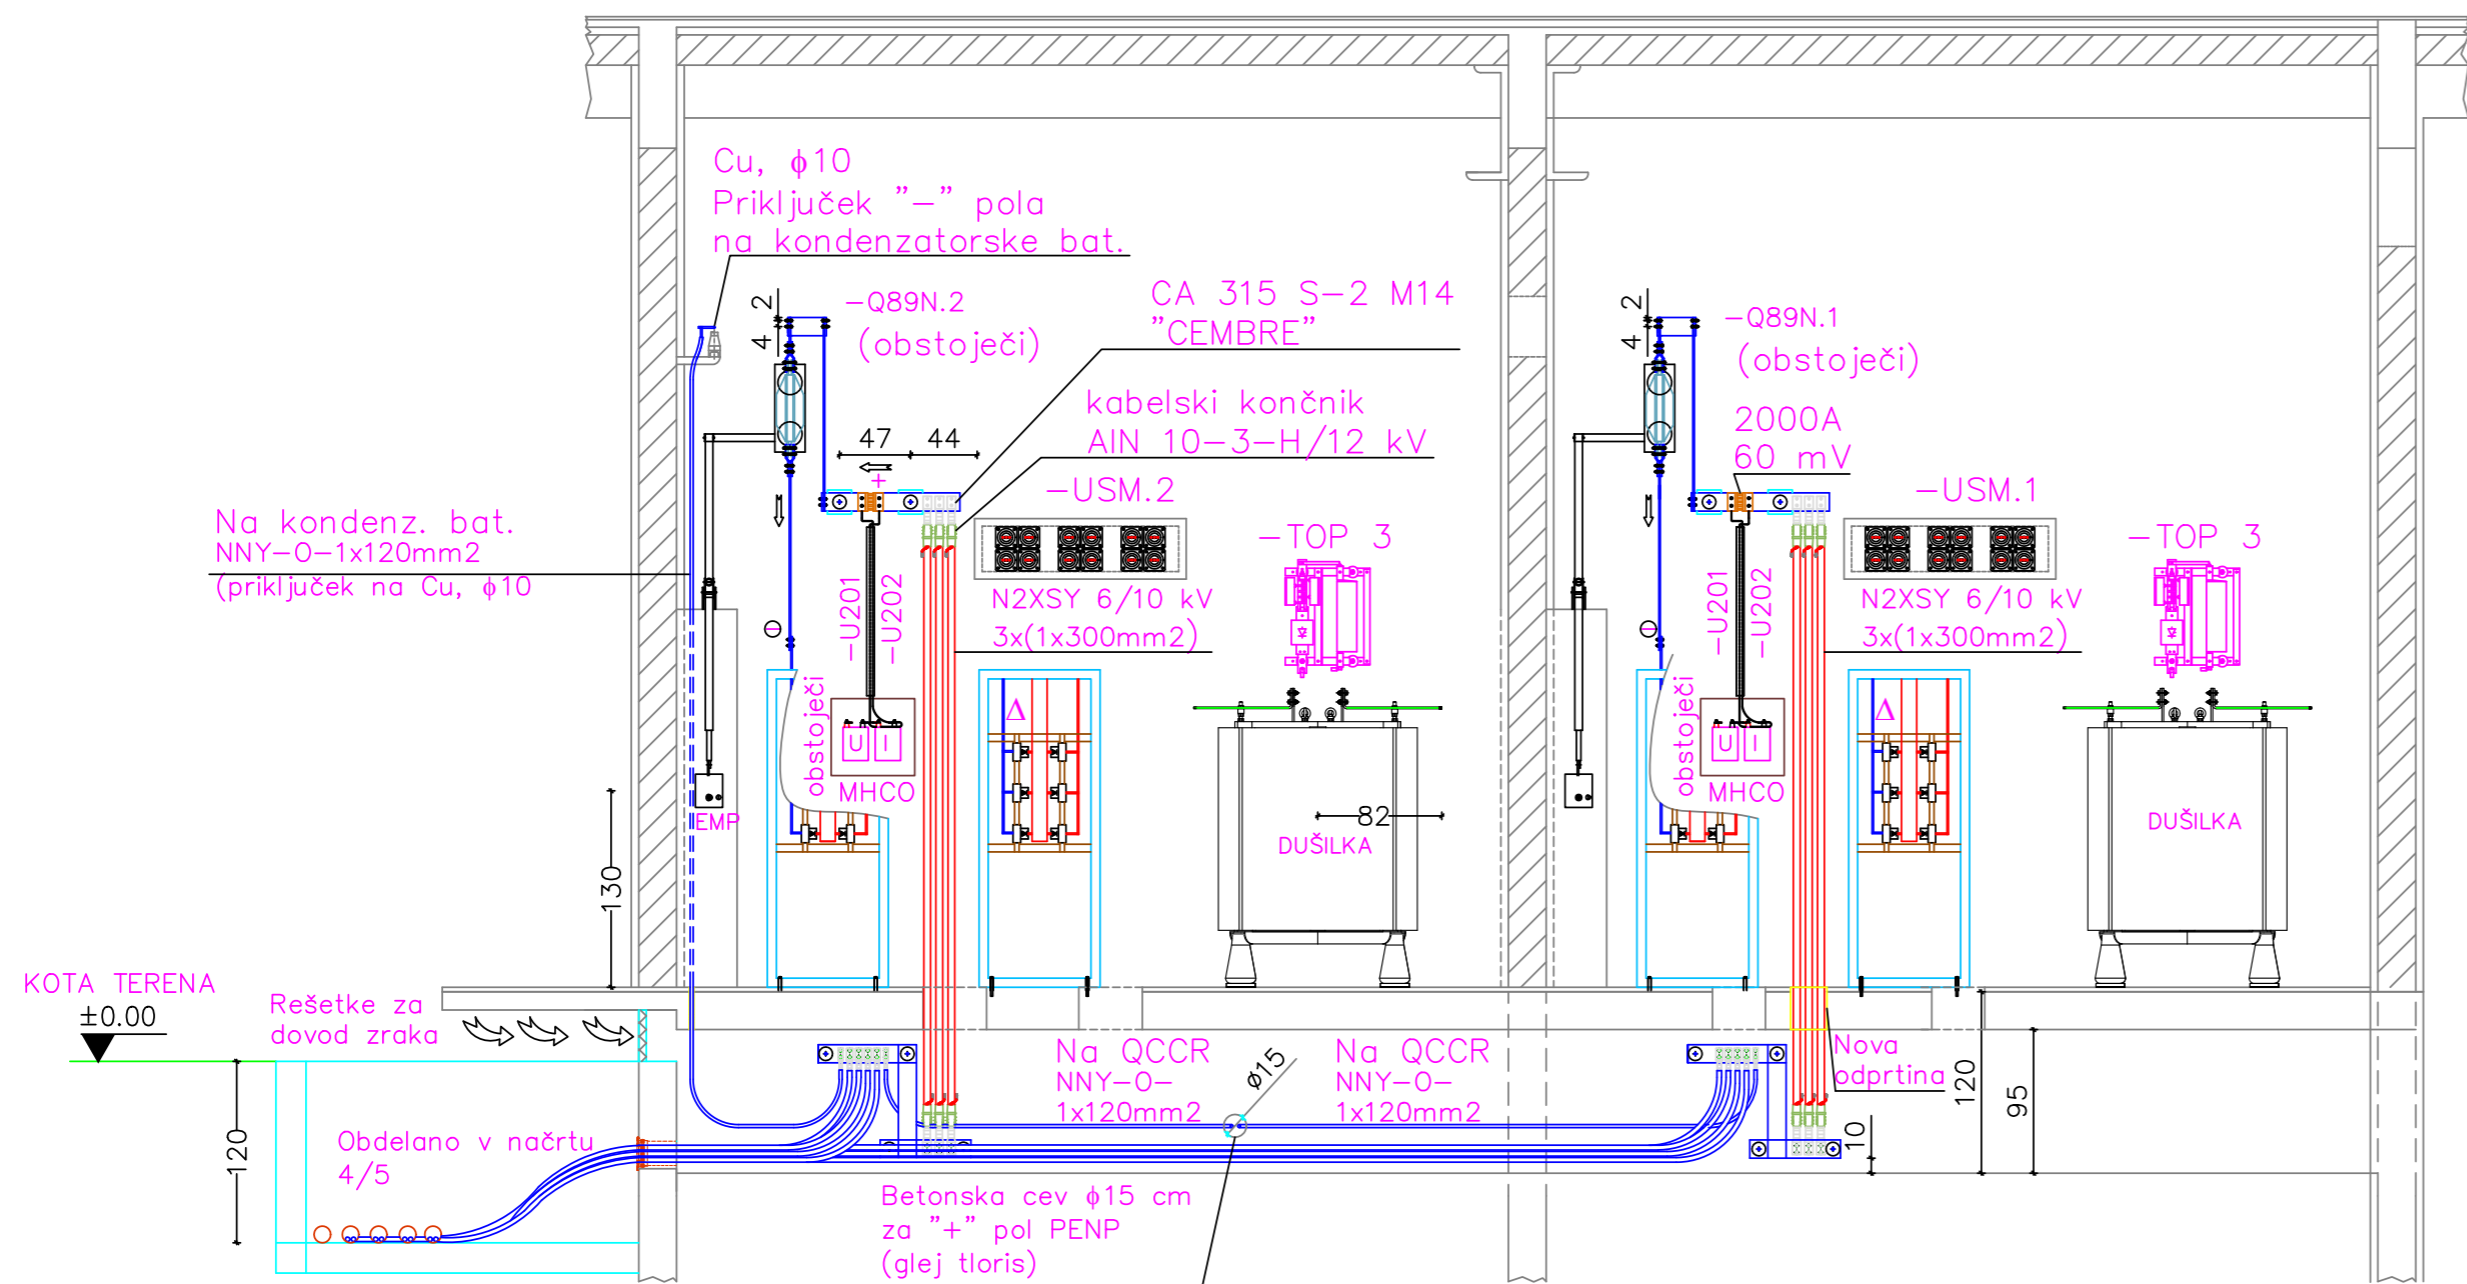 Cu, ϕ10
Priključek ”–” pola
na kondenzatorske bat.
2
4
–Q89N.2
(obstoječi)
CA 315 S–2 M14
”CEMBRE”
kabelski končnik
AIN 10–3–H/12 kV
47
44
+
–USM.2
–TOP 3
N2XSY 6/10 kV
3x(1x300mm2)
–U201
–U202
obstoječi
U
I
MHCO
Δ
82
DUŠILKA
EMP
130
Na kondenz. bat.
NNY–O–1x120mm2
(priključek na Cu, ϕ10
2
4
–Q89N.1
(obstoječi)
2000A
60 mV
–USM.1
–TOP 3
N2XSY 6/10 kV
3x(1x300mm2)
–U201
–U202
obstoječi
U
I
MHCO
Δ
DUŠILKA
KOTA TERENA
±0.00
Rešetke za
dovod zraka
120
Obdelano v načrtu
4/5
Na QCCR
NNY–O–
1x120mm2
ø15
Na QCCR
NNY–O–
1x120mm2
Nova
odprtina
10
120
95
Betonska cev ϕ15 cm
za ”+” pol PENP
(glej tloris)